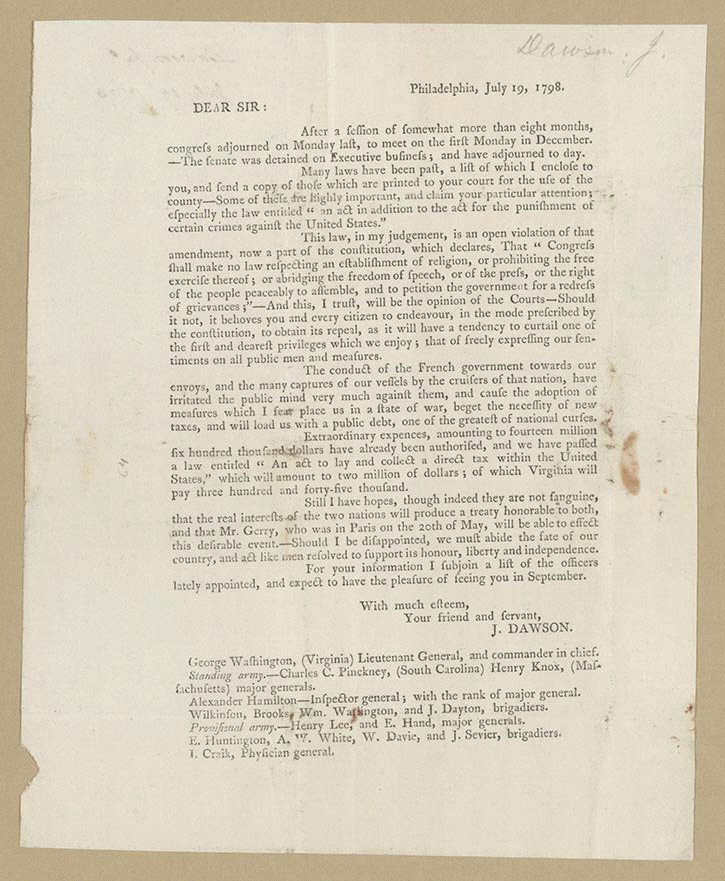 Dawson. J.
Philadelphia, July 19, 1798.
DEAR SIR:
After a ſeſſion of ſomewhat more than eight months,
congreſs adjourned on Monday laſt, to meet on the firſt Monday in December.
—The ſenate was detained on Executive buſineſs; and have adjourned to day.
Many laws have been paſt, a liſt of which I encloſe to
you, and ſend a copy of thoſe which are printed to your court for the uſe of the
county—Some of theſe are highly important, and claim your particular attention;
eſpecially the law entitled “ an act in addition to the act for the puniſhment of
certain crimes againſt the United States.”
This law, in my judgement, is an open violation of that
amendment, now a part of the conſtitution, which declares, That “ Congreſs
ſhall make no law reſpecting an eſtabliſhment of religion, or prohibiting the free
exerciſe thereof; or abridging the freedom of ſpeech, or of the preſs, or the right
of the people peaceably to aſſemble, and to petition the government for a redreſs
of grievances;”—And this, I truſt, will be the opinion of the Courts—Should
it not, it behoves you and every citizen to endeavour, in the mode preſcribed by
the conſtitution, to obtain its repeal, as it will have a tendency to curtail one of
the firſt and deareſt privileges which we enjoy; that of freely expreſſing our ſen-
timents on all public men and meaſures.
The conduct of the French government towards our
envoys, and the many captures of our veſſels by the cruiſers of that nation, have
irritated the public mind very much againſt them, and cauſe the adoption of
meaſures which I fear place us in a ſtate of war, beget the neceſſity of new
taxes, and will load us with a public debt, one of the greateſt of national curſes.
Extraordinary expences, amounting to fourteen million
ſix hundred thouſand dollars have already been authoriſed, and we have paſſed
a law entitled “ An act to lay and collect a direct tax within the United
States,” which will amount to two million of dollars; of which Virginia will
pay three hundred and forty-five thouſand.
Still I have hopes, though indeed they are not ſanguine,
that the real intereſts of the two nations will produce a treaty honorable to both,
and that Mr. Gerry, who was in Paris on the 20th of May, will be able to effect
this deſirable event.—Should I be diſappointed, we muſt abide the fate of our
country, and act like men reſolved to ſupport its honour, liberty and independence.
For your information I ſubjoin a liſt of the officers
lately appointed, and expect to have the pleaſure of ſeeing you in September.
With much eſteem,
Your friend and ſervant,
J. DAWSON.
George Waſhington, (Virginia) Lieutenant General, and commander in chief.
Standing army.—Charles C. Pinckney, (South Carolina) Henry Knox, (Maſ-
ſachuſetts) major generals.
Alexander Hamilton—Inſpector general; with the rank of major general.
Wilkinſon, Brooks, Wm. Waſhington, and J. Dayton, brigadiers.
Proviſional army.—Henry Lee, and E. Hand, major generals.
E. Huntington, A. W. White, W. Davie, and J. Sevier, brigadiers.
J. Craik, Phyſician general.